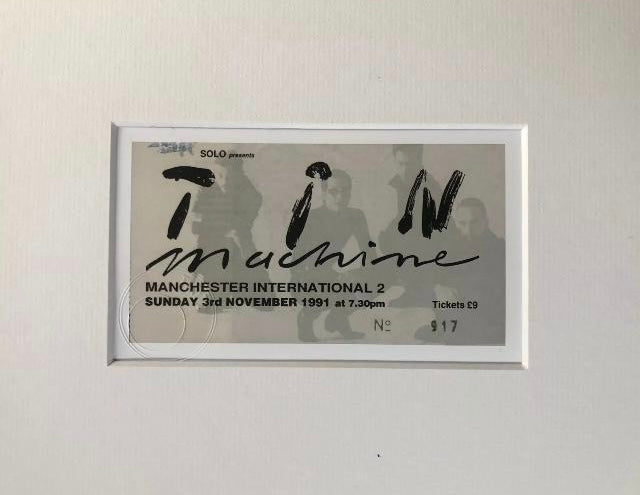 SOLO presents
TIN
machine
MANCHESTER INTERNATIONAL 2
SUNDAY 3rd NOVEMBER 1991 at 7.30pm
Tickets £9
Nº 917